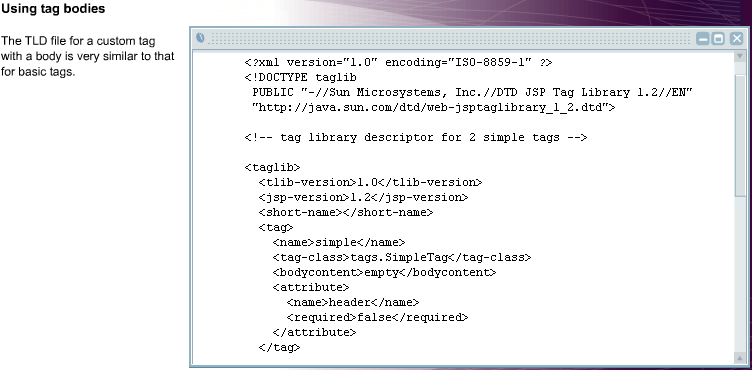 Using tag bodies
The TLD file for a custom tag
with a body is very similar to that
for basic tags.
<?xml version="1.0" encoding="ISO-8859-1" ?>
<!DOCTYPE taglib
PUBLIC "-//Sun Microsystems, Inc.//DTD JSP Tag Library 1.2//EN"
"http://java.sun.com/dtd/web-jsptaglibrary_1_2.dtd">
<!-- tag library descriptor for 2 simple tags -->
<taglib>
<tlib-version>1.0</tlib-version>
<jsp-version>1.2</jsp-version>
<short-name></short-name>
<tag>
<name>simple</name>
<tag-class>tags.SimpleTag</tag-class>
<bodycontent>empty</bodycontent>
<attribute>
<name>header</name>
<required>false</required>
</attribute>
</tag>